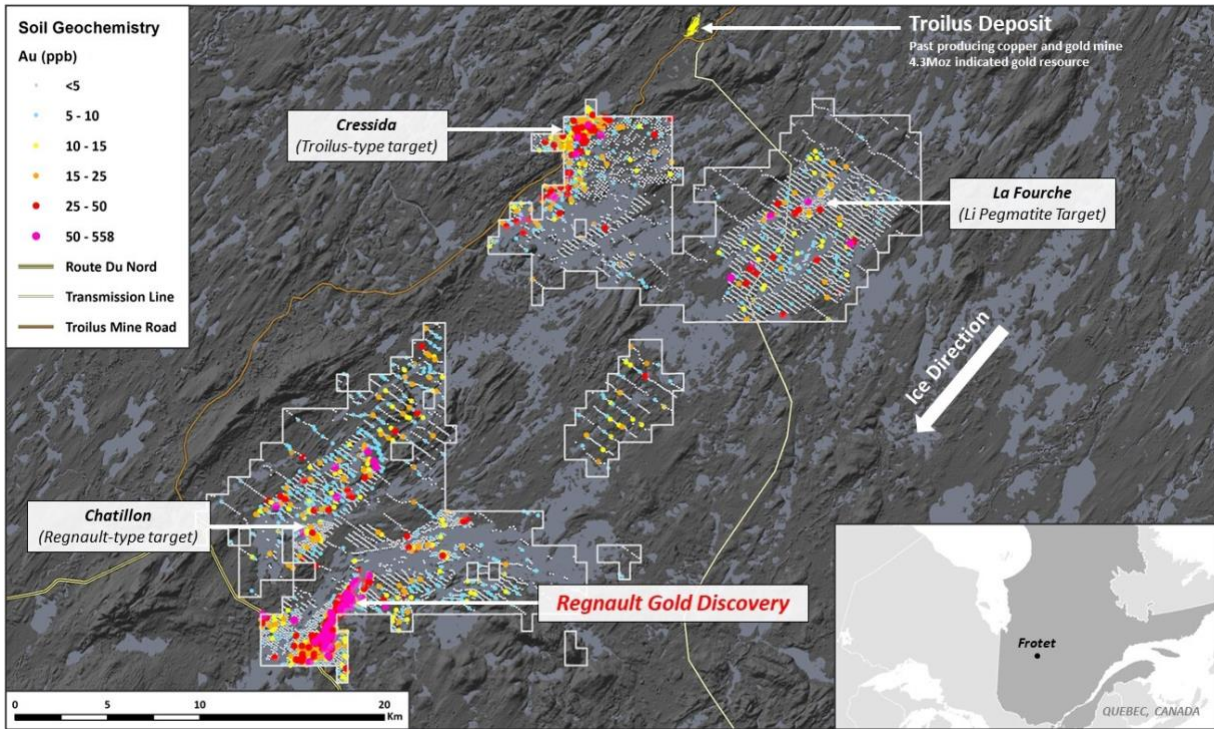 Soil Geochemistry
Au (ppb)
<5
5 - 10
10 - 15
15 - 25
25 - 50
50 - 558
Route Du Nord
Transmission Line
Troilus Mine Road
Troilus Deposit
Past producing copper and gold mine
4.3Moz indicated gold resource
Cressida
(Troilus-type target)
La Fourche
(Li Pegmatite Target)
Ice Direction
Chatillon
(Regnault-type target)
Regnault Gold Discovery
0 5 10 20
Km
Frotet
QUEBEC, CANADA